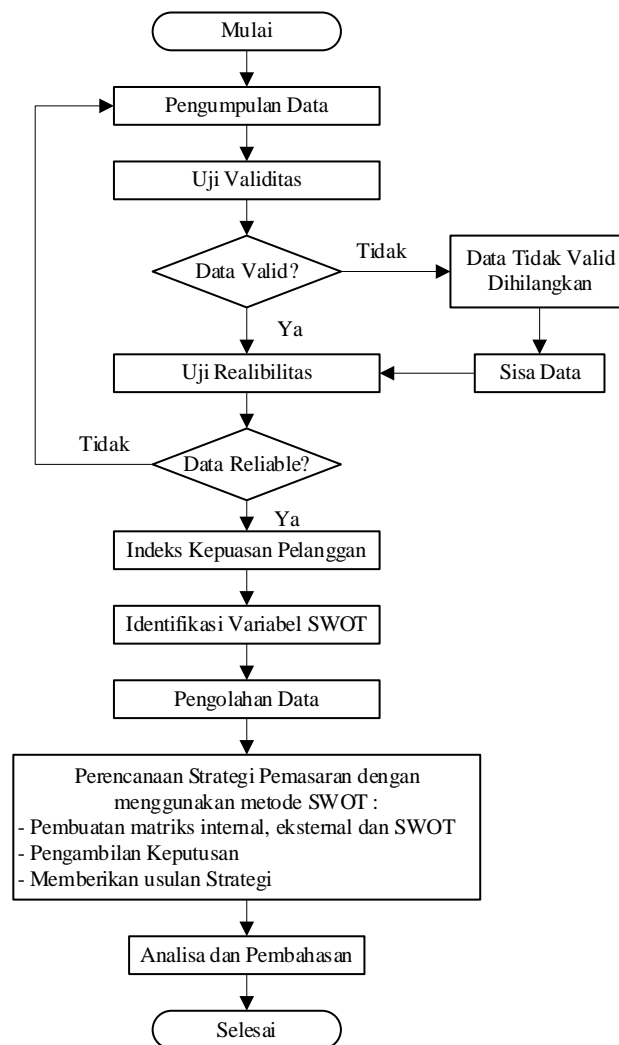 Mulai
Pengumpulan Data
Uji Validitas
Data Valid?
Tidak
Data Tidak Valid
Dihilangkan
Ya
Uji Realibilitas
Sisa Data
Tidak
Data Reliable?
Ya
Indeks Kepuasan Pelanggan
Identifikasi Variabel SWOT
Pengolahan Data
Perencanaan Strategi Pemasaran dengan
menggunakan metode SWOT :
- Pembuatan matriks internal, eksternal dan SWOT
- Pengambilan Keputusan
- Memberikan usulan Strategi
Analisa dan Pembahasan
Selesai